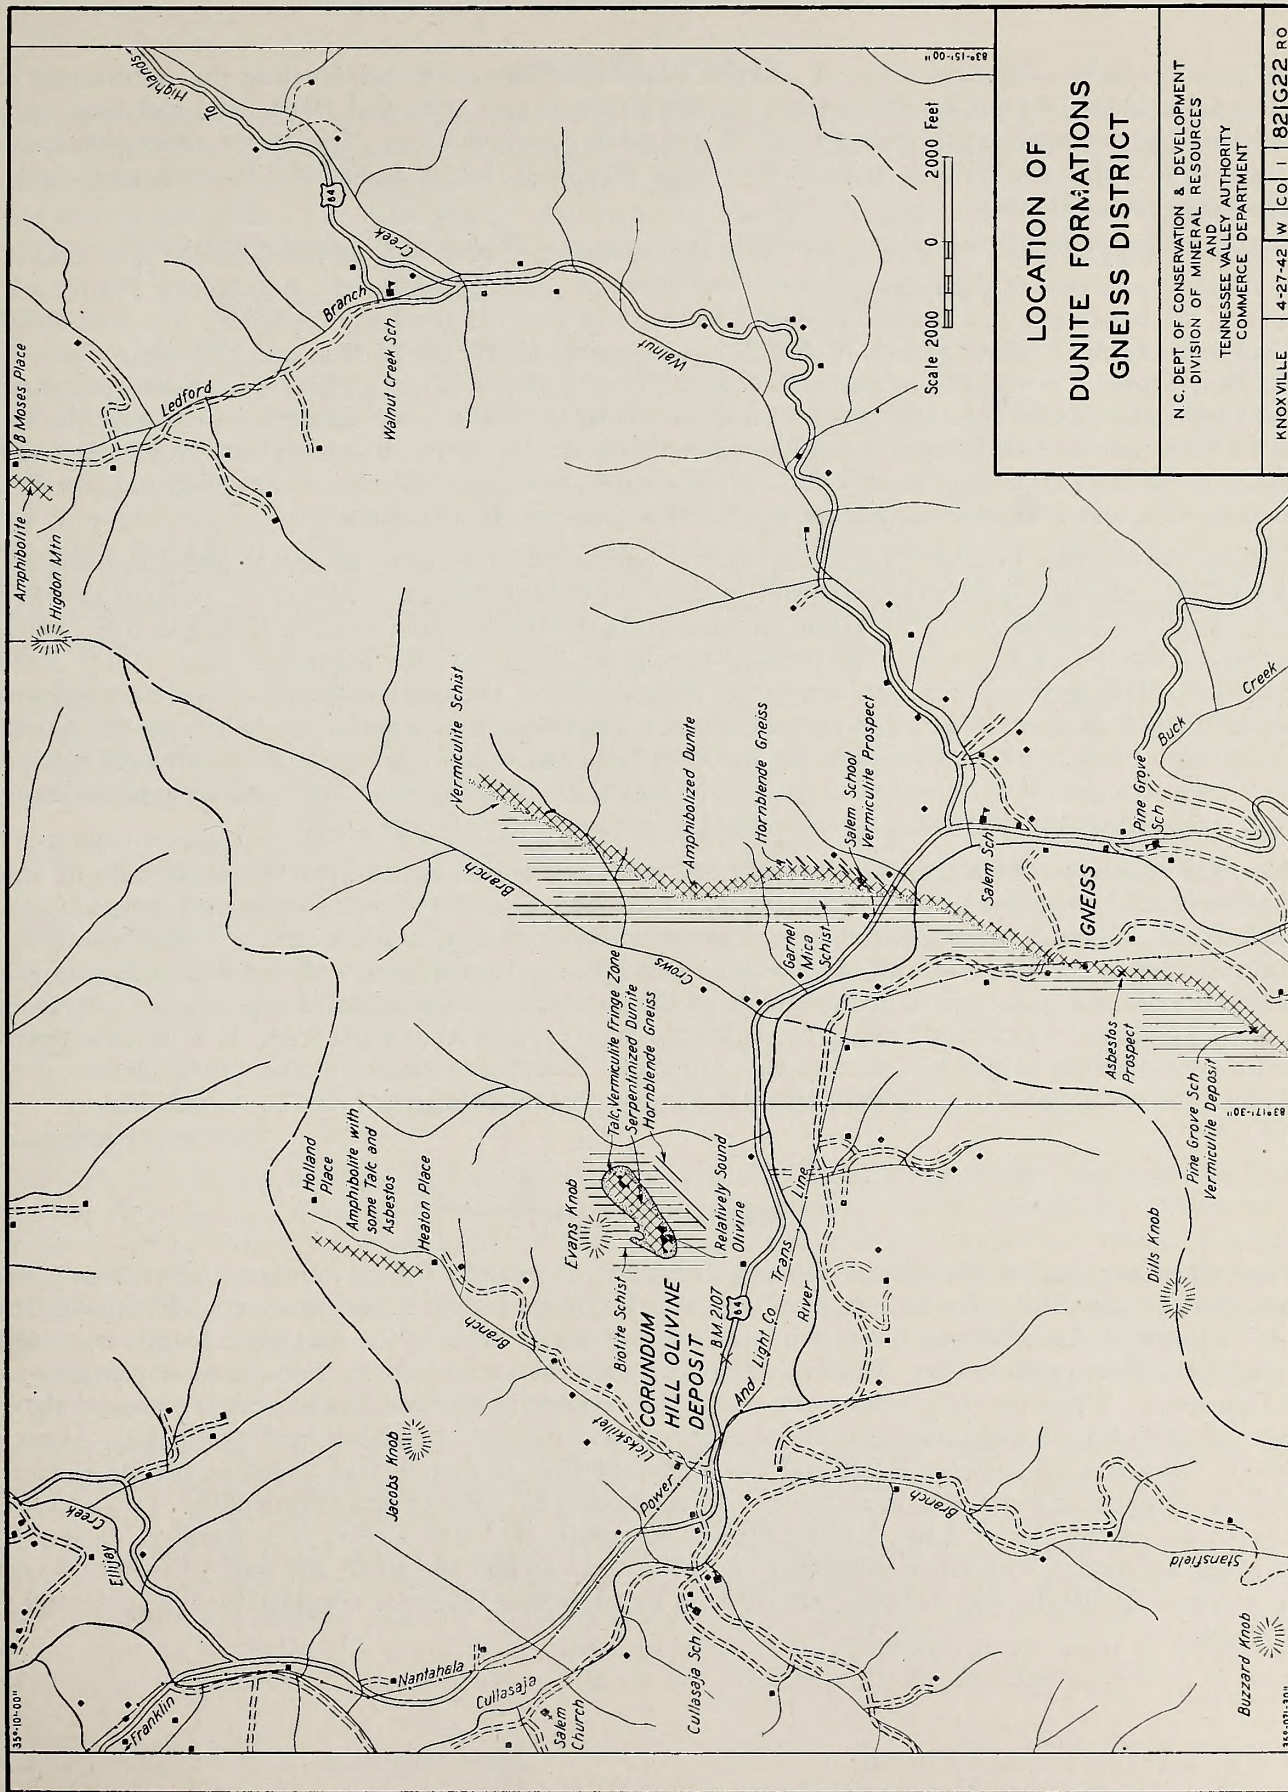 LOCATION OF
DUNITE FORMATIONS
GNEISS DISTRICT
N.C. DEPT OF CONSERVATION & DEVELOPMENT
DIVISION OF MINERAL RESOURCES
AND
TENNESSEE VALLEY AUTHORITY
COMMERCE DEPARTMENT
KNOXVILLE 4-27-42 W CO 1 821G22 RO
Scale 2000 0 2000 Feet
83°-15'-00"
83°17'-30"
35°-10'-00"
To Highlands
64
Creek
Walnut
Branch
Ledford
Walnut Creek Sch
B Moses Place
Amphibolite
Higdon Mtn
Vermiculite Schist
Amphibolized Dunite
Hornblende Gneiss
Salem School
Vermiculite Prospect
Garnel
Mica
Schist
Salem Sch
Pine Grove
Sch
Buck
Creek
GNEISS
Asbestos
Prospect
Pine Grove Sch
Vermiculite Deposit
Branch
Crows
Talc, Vermiculite Fringe Zone
Serpentinized Dunite
Hornblende Gneiss
Relatively Sound
Olivine
Evans Knob
Biotite Schist
CORUNDUM
HILL OLIVINE
DEPOSIT
Holland
Place
Amphibolite with
some Talc and
Asbestos
Heaton Place
Branch
Lickskillet
Jacobs Knob
B.M. 2107
64
Nantahala
Power
And Light Co
Trans
Line
River
Cullasaja
Dills Knob
Branch
Stansfield
Buzzard Knob
Cullasaja Sch
Salem
Church
Creek
Ellijay
Franklin